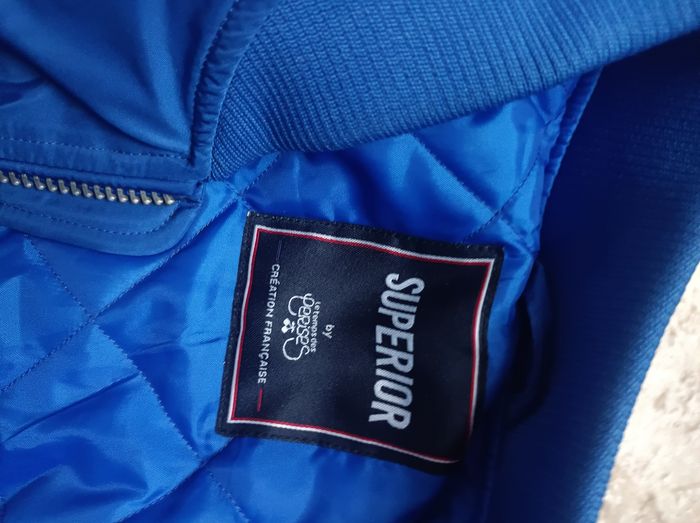 SUPERIOR
by
le temps des
cerises
CRÉATION FRANÇAISE